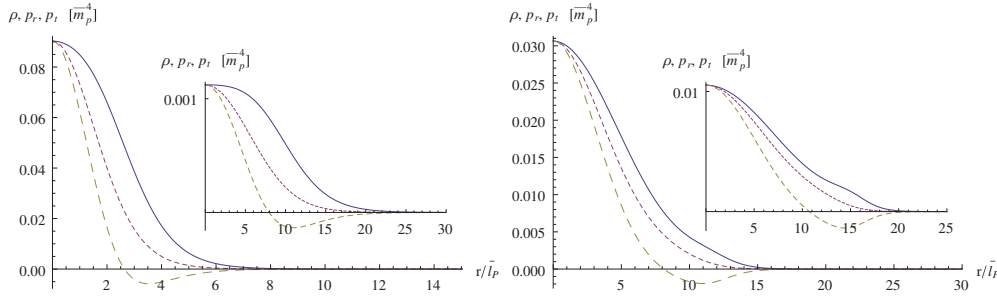 ρ, p_r, p_t [m̅_p^4]
0.08
0.06
0.04
0.02
0.00
2 4 6 8 10 12 14
r/l̅_P
ρ, p_r, p_t [m̅_p^4]
0.001
5 10 15 20 25 30
ρ, p_r, p_t [m̅_p^4]
0.030
0.025
0.020
0.015
0.010
0.005
0.000
5 10 15 20 25 30
r/l̅_P
ρ, p_r, p_t [m̅_p^4]
0.01
5 10 15 20 25